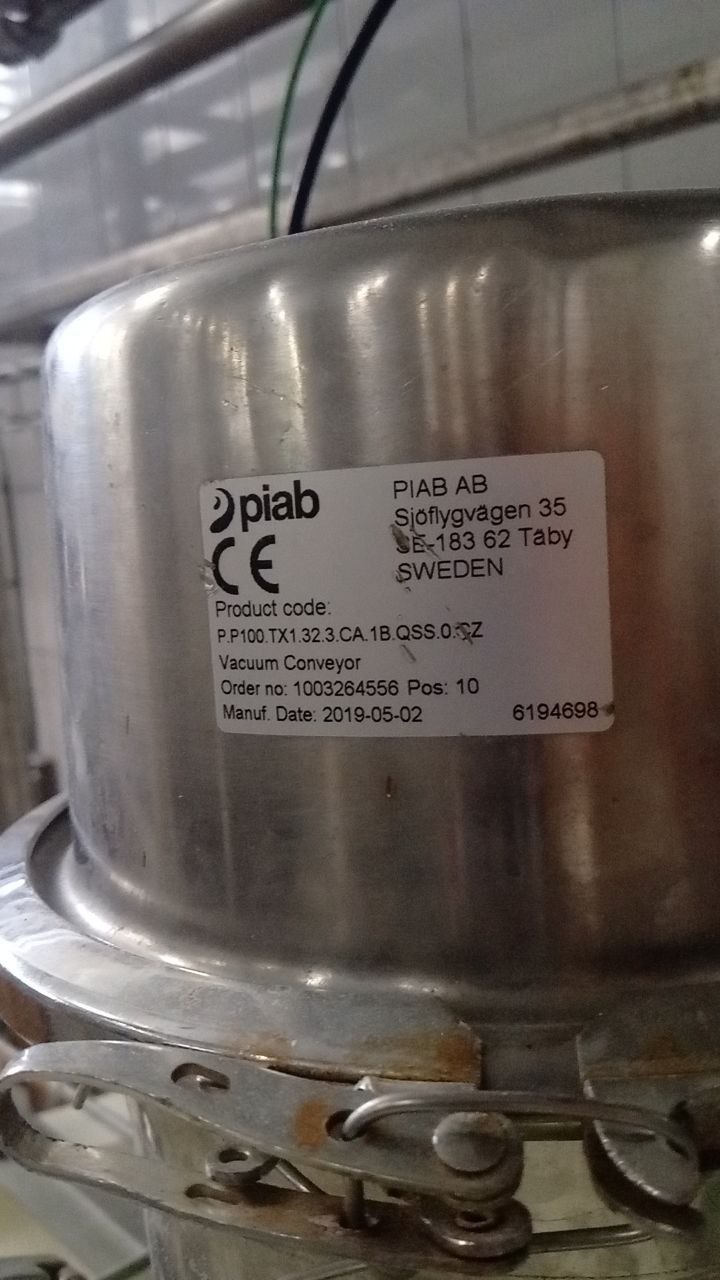 piab
PIAB AB
Sjöflygvägen 35
SE-183 62 Täby
SWEDEN
CE
Product code:
Vacuum Conveyor
Order no: 1003264556 Pos: 10
Manuf. Date: 2019-05-02
6194698